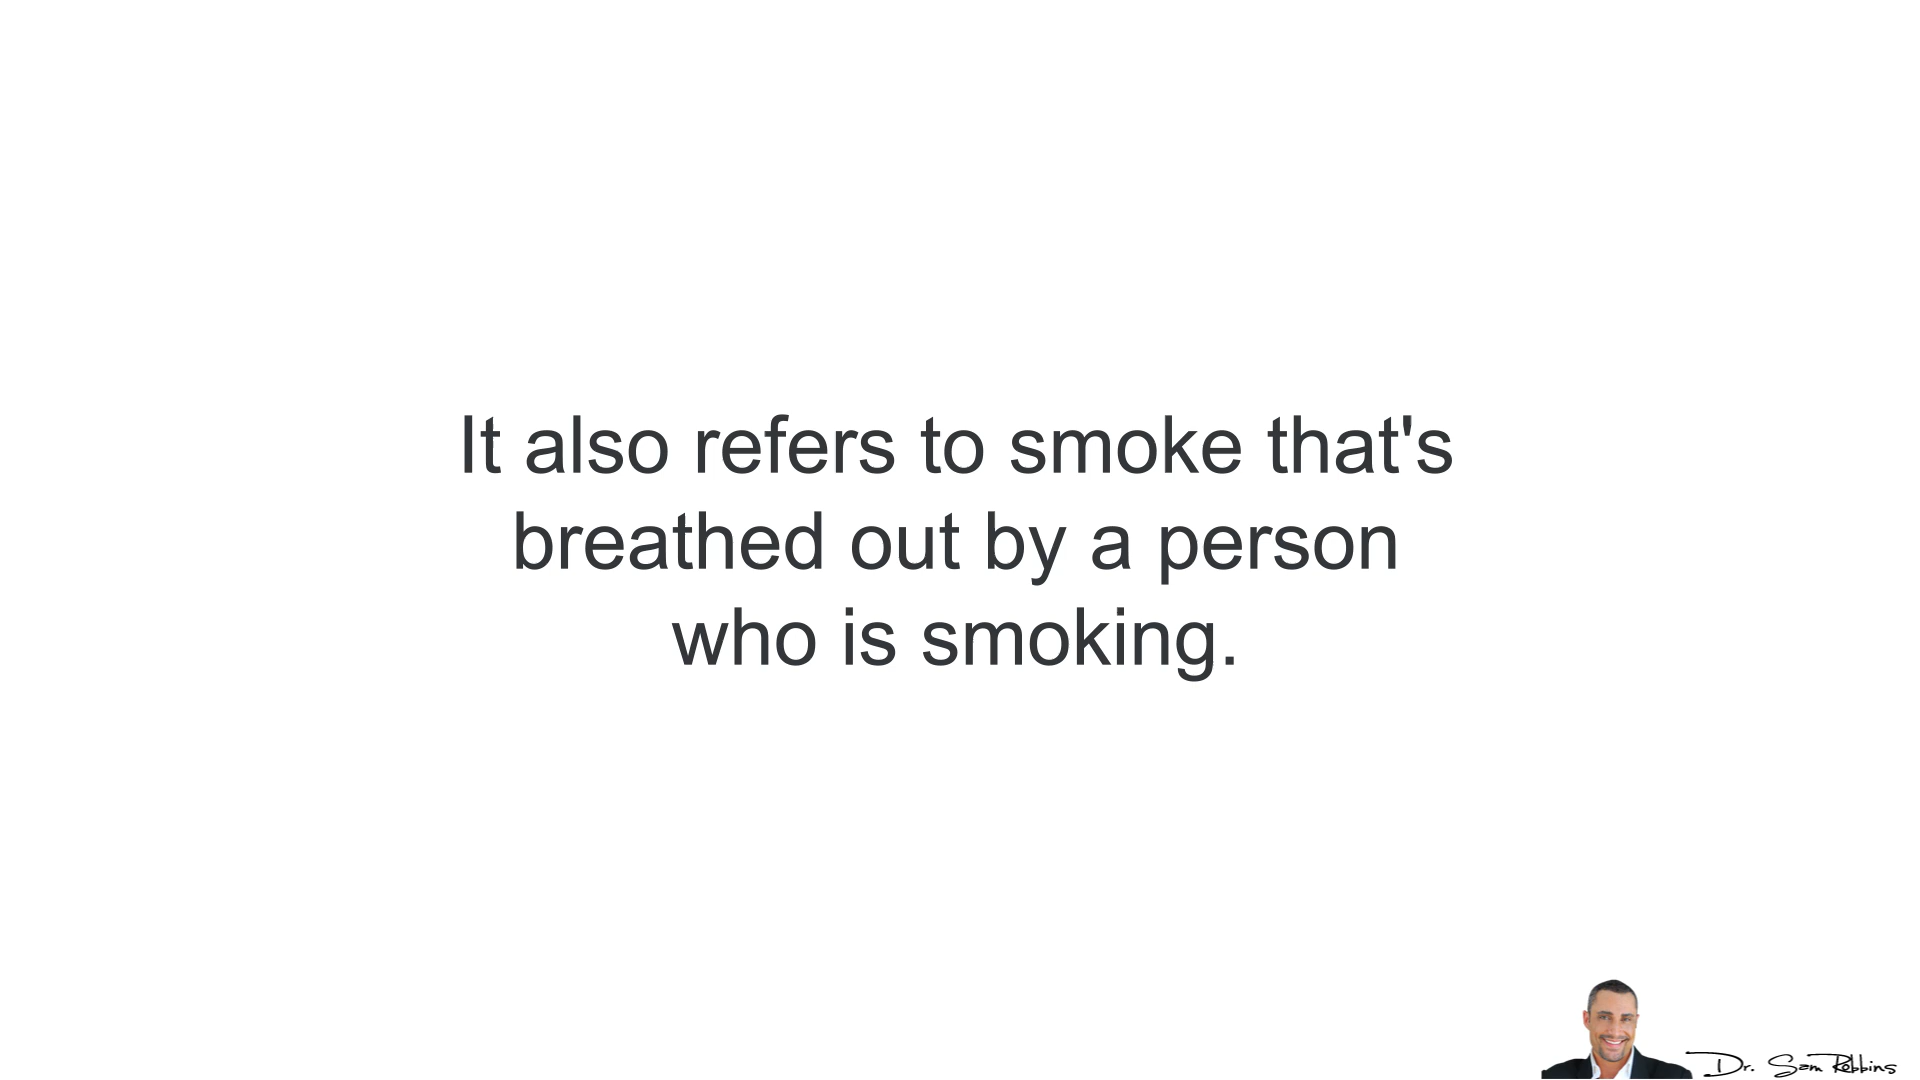 It also refers to smoke that's
breathed out by a person
who is smoking.
Dr. Sam Robbins